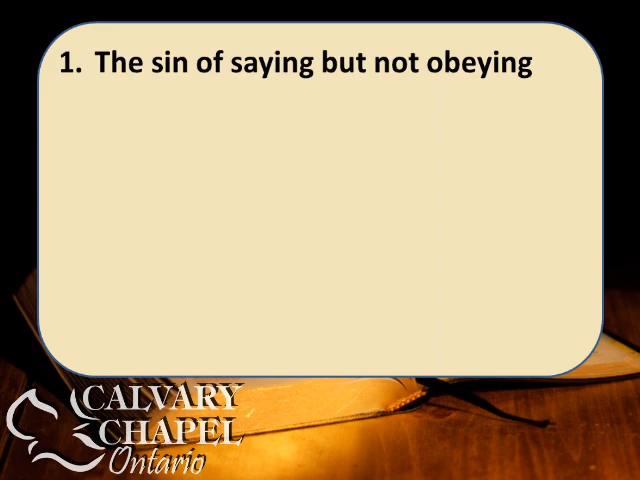 1. The sin of saying but not obeying
CALVARY
CHAPEL
Ontario